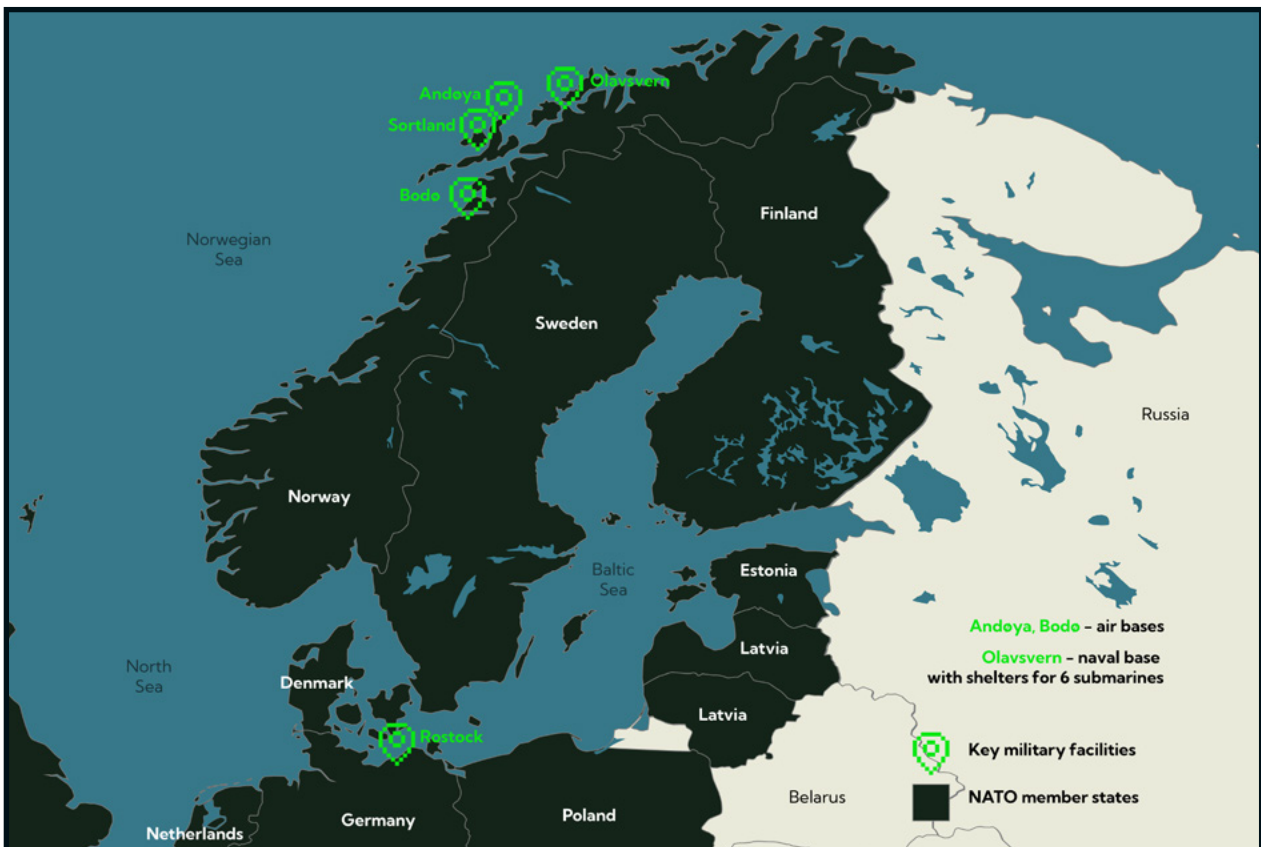 Olavsvern
Andøya
Sortland
Bodø
Finland
Norwegian
Sea
Sweden
Russia
Norway
Baltic
Sea
Estonia
Andøya, Bodø – air bases
Latvia
Olavsvern – naval base
with shelters for 6 submarines
North
Sea
Denmark
Latvia
Rostock
Key military facilities
Belarus
NATO member states
Poland
Germany
Netherlands